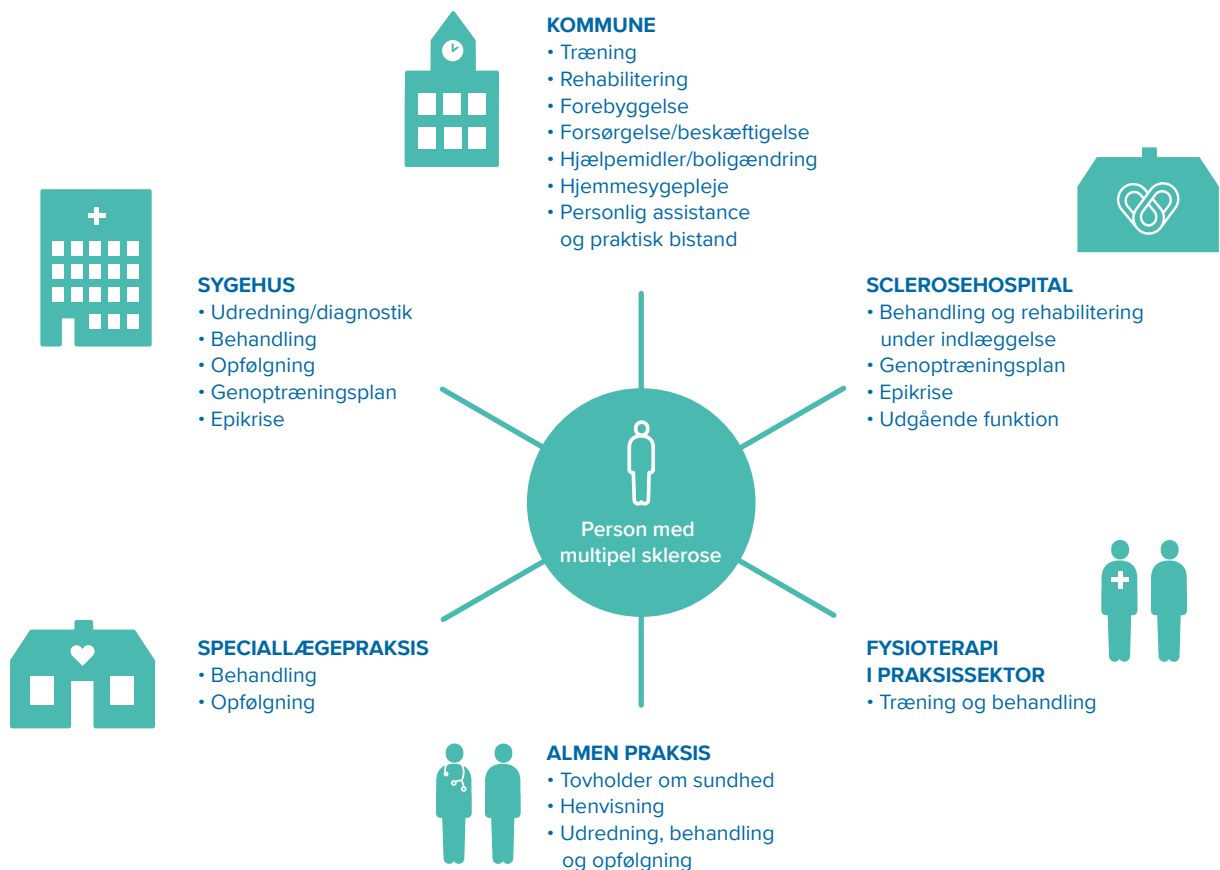 KOMMUNE
• Træning
• Rehabilitering
• Forebyggelse
• Forsørgelse/beskæftigelse
• Hjælpemidler/boligændring
• Hjemmesygepleje
• Personlig assistance
og praktisk bistand
SYGEHUS
• Udredning/diagnostik
• Behandling
• Opfølgning
• Genoptræningsplan
• Epikrise
SCLEROSEHOSPITAL
• Behandling og rehabilitering
under indlæggelse
• Genoptræningsplan
• Epikrise
• Udgående funktion
Person med
multipel sklerose
SPECIALLÆGEPRAKSIS
• Behandling
• Opfølgning
FYSIOTERAPI
I PRAKSISSEKTOR
• Træning og behandling
ALMEN PRAKSIS
• Tovholder om sundhed
• Henvisning
• Udredning, behandling
og opfølgning